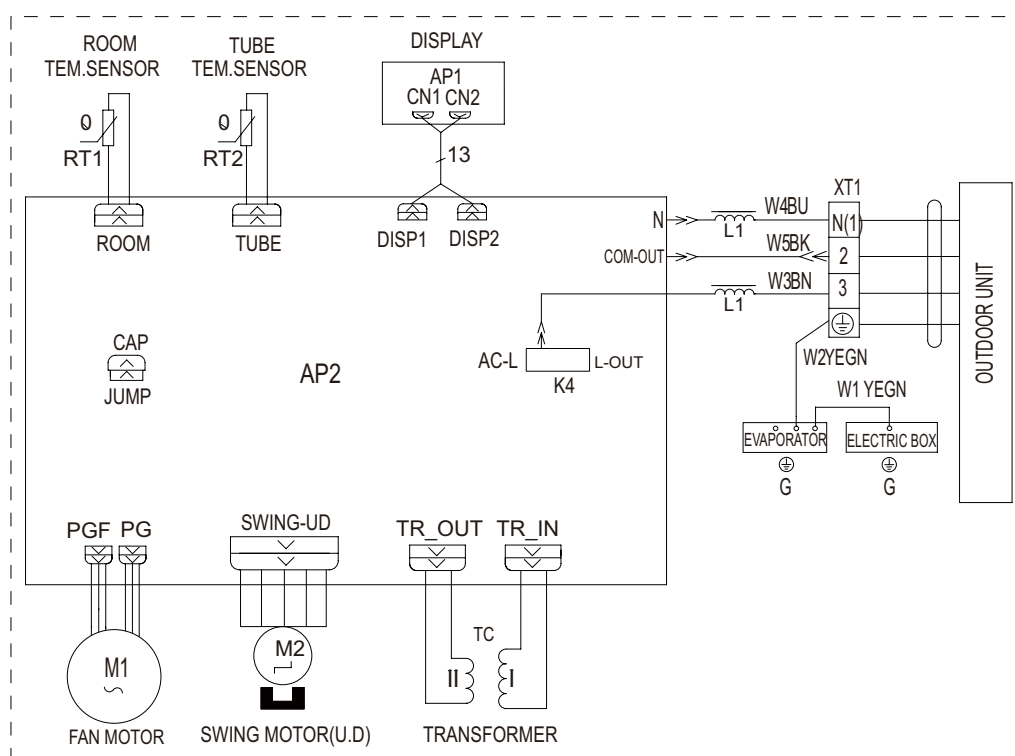 ROOM
TEM.SENSOR
TUBE
TEM.SENSOR
DISPLAY
AP1
CN1 CN2
RT1
RT2
13
ROOM
TUBE
DISP1
DISP2
N
L1
W4BU
XT1
N(1)
COM-OUT
W5BK
2
W3BN
3
L1
OUTDOOR UNIT
CAP
JUMP
AP2
AC-L
L-OUT
K4
W2YEGN
W1 YEGN
EVAPORATOR
ELECTRIC BOX
G
G
PGF PG
SWING-UD
TR_OUT
TR_IN
M1
M2
TC
II
I
FAN MOTOR
SWING MOTOR(U.D)
TRANSFORMER